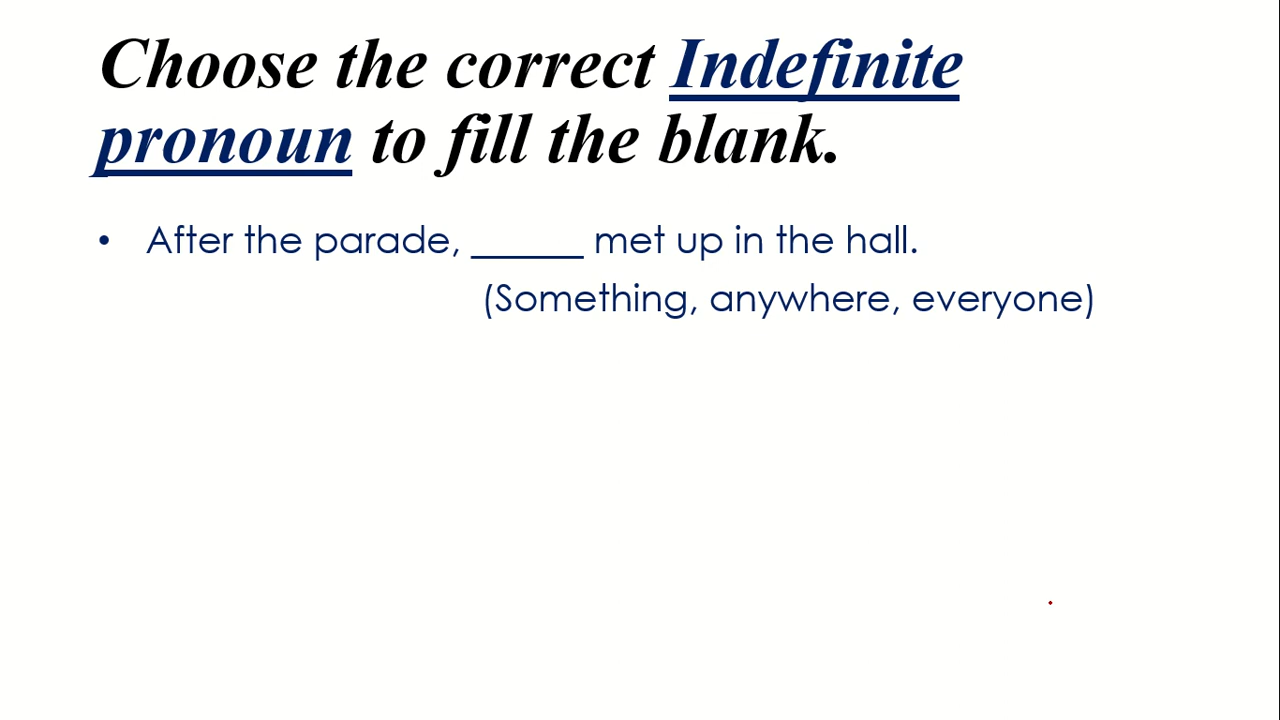 Choose the correct Indefinite
pronoun to fill the blank.
• After the parade, ______ met up in the hall.
(Something, anywhere, everyone)